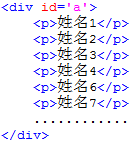 <div id='a'>
<p>姓名1</p>
<p>姓名2</p>
<p>姓名3</p>
<p>姓名4</p>
<p>姓名6</p>
<p>姓名7</p>
............
</div>